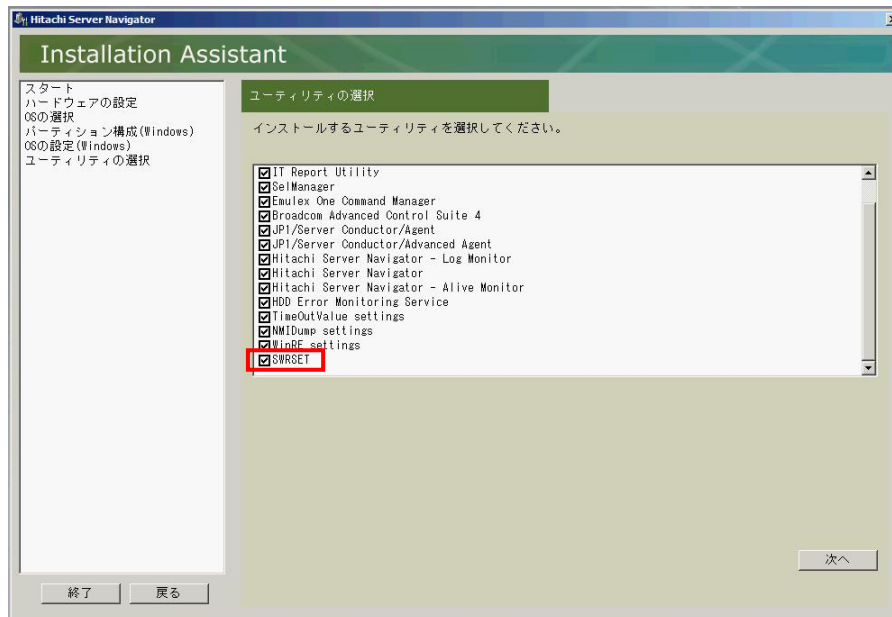 Hitachi Server Navigator
Installation Assistant
スタート
ハードウェアの設定
OSの選択
パーティション構成(Windows)
OSの設定(Windows)
ユーティリティの選択
ユーティリティの選択
インストールするユーティリティを選択してください。
IT Report Utility
SelManager
Emulex One Command Manager
Broadcom Advanced Control Suite 4
JP1/Server Conductor/Agent
JP1/Server Conductor/Advanced Agent
Hitachi Server Navigator - Log Monitor
Hitachi Server Navigator
Hitachi Server Navigator - Alive Monitor
HDD Error Monitoring Service
TimeOutValue settings
NMIDump settings
WinRE settings
SWRSET
次へ
終了
戻る